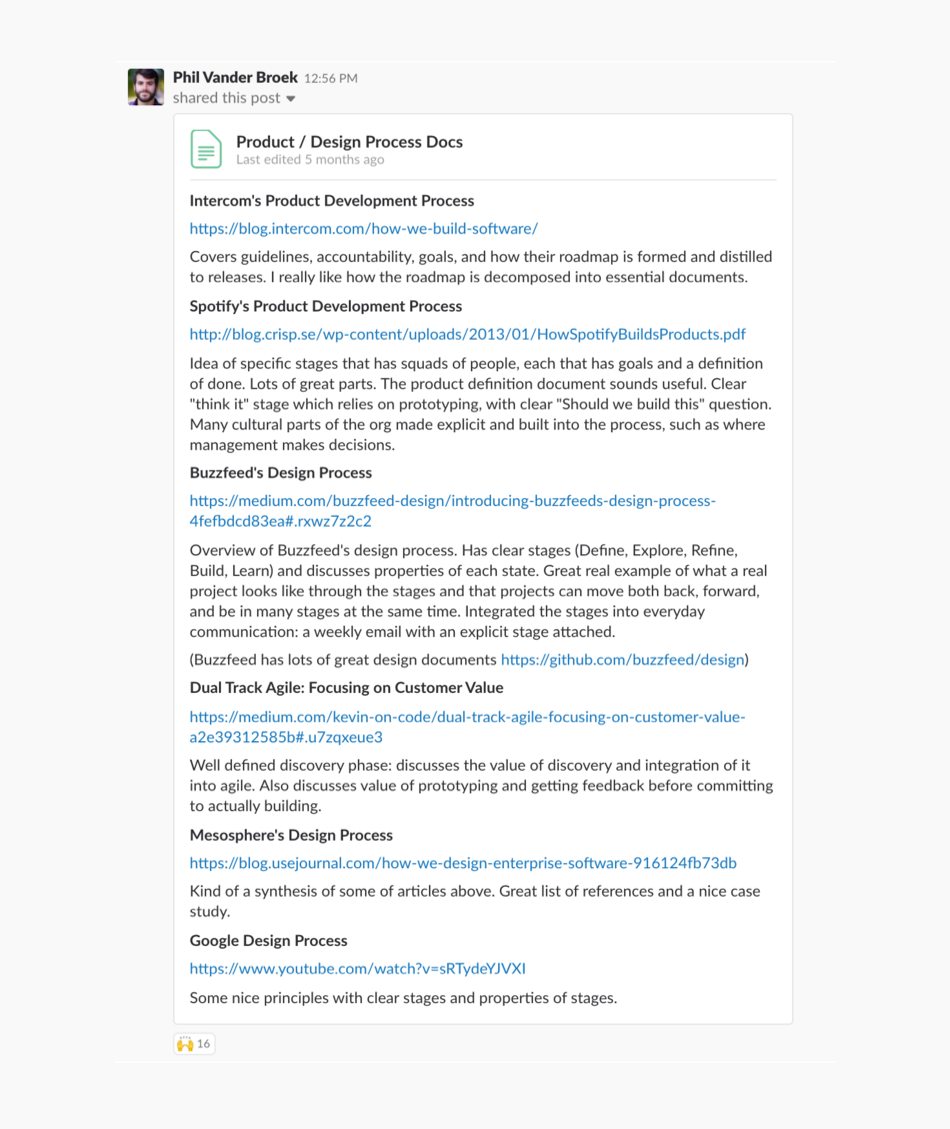 Phil Vander Broek 12:56 PM
shared this post
Product / Design Process Docs
Last edited 5 months ago
Intercom's Product Development Process
https://blog.intercom.com/how-we-build-software/
Covers guidelines, accountability, goals, and how their roadmap is formed and distilled
to releases. I really like how the roadmap is decomposed into essential documents.
Spotify's Product Development Process
http://blog.crisp.se/wp-content/uploads/2013/01/HowSpotifyBuildsProducts.pdf
Idea of specific stages that has squads of people, each that has goals and a definition
of done. Lots of great parts. The product definition document sounds useful. Clear
"think it" stage which relies on prototyping, with clear "Should we build this" question.
Many cultural parts of the org made explicit and built into the process, such as where
management makes decisions.
Buzzfeed's Design Process
https://medium.com/buzzfeed-design/introducing-buzzfeeds-design-process-
4fefbdcd83ea#.rxwz7z2c2
Overview of Buzzfeed's design process. Has clear stages (Define, Explore, Refine,
Build, Learn) and discusses properties of each state. Great real example of what a real
project looks like through the stages and that projects can move both back, forward,
and be in many stages at the same time. Integrated the stages into everyday
communication: a weekly email with an explicit stage attached.
(Buzzfeed has lots of great design documents https://github.com/buzzfeed/design)
Dual Track Agile: Focusing on Customer Value
https://medium.com/kevin-on-code/dual-track-agile-focusing-on-customer-value-
a2e39312585b#.u7zqxeue3
Well defined discovery phase: discusses the value of discovery and integration of it
into agile. Also discusses value of prototyping and getting feedback before committing
to actually building.
Mesosphere's Design Process
https://blog.usejournal.com/how-we-design-enterprise-software-916124fb73db
Kind of a synthesis of some of articles above. Great list of references and a nice case
study.
Google Design Process
https://www.youtube.com/watch?v=sRTydeYJVXI
Some nice principles with clear stages and properties of stages.
16